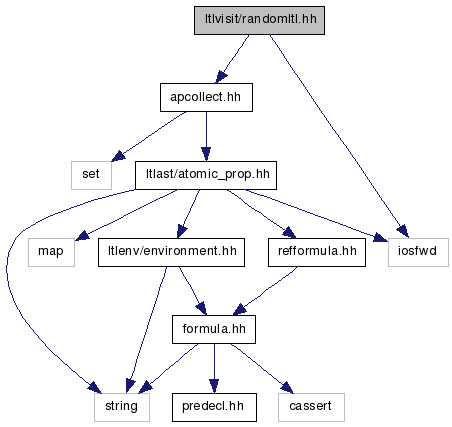 ltlvisit/randomltl.hh
apcollect.hh
set
ltlast/atomic_prop.hh
map
ltlenv/environment.hh
refformula.hh
iosfwd
formula.hh
string
predecl.hh
cassert